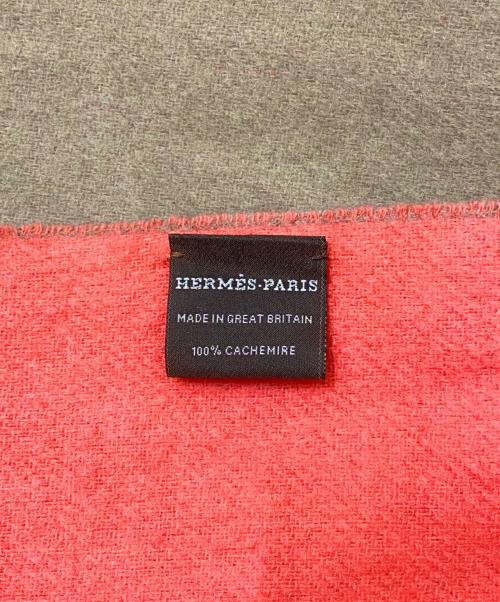 HERMÈS-PARIS
MADE IN GREAT BRITAIN
100% CACHEMIRE